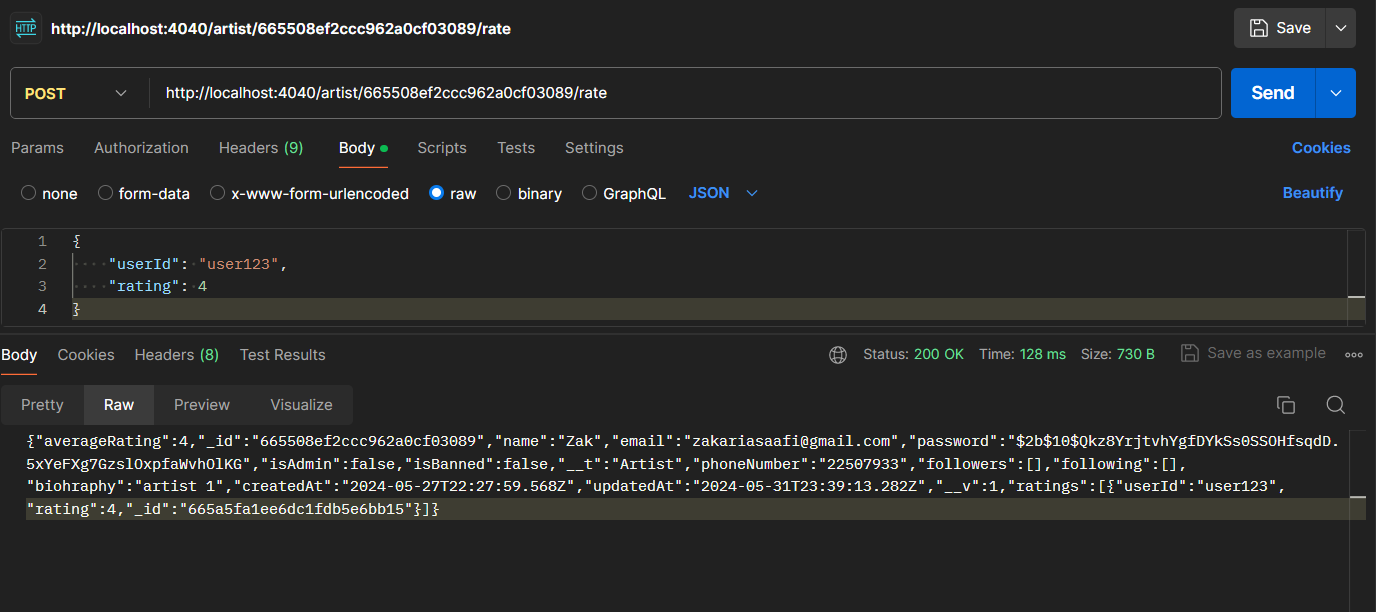 HTTP http://localhost:4040/artist/665508ef2ccc962a0cf03089/rate Save
POST http://localhost:4040/artist/665508ef2ccc962a0cf03089/rate Send
Params Authorization Headers (9) Body Scripts Tests Settings Cookies
none form-data x-www-form-urlencoded raw binary GraphQL JSON Beautify
1 {
2 "userId": "user123",
3 "rating": 4
4 }
Body Cookies Headers (8) Test Results Status: 200 OK Time: 128 ms Size: 730 B Save as example
Pretty Raw Preview Visualize
{"averageRating":4,"_id":"665508ef2ccc962a0cf03089","name":"Zak","email":"zakariasaafi@gmail.com","password":"$2b$10$Qkz8YrjtvhYgfDYkSs0SSOHfsqdD.
5xYeFXg7GzslOxpfaWvhOlKG","isAdmin":false,"isBanned":false,"__t":"Artist","phoneNumber":"22507933","followers":[],"following":[],
"biohraphy":"artist 1","createdAt":"2024-05-27T22:27:59.568Z","updatedAt":"2024-05-31T23:39:13.282Z","__v":1,"ratings":[{"userId":"user123",
"rating":4,"_id":"665a5fa1ee6dc1fdb5e6bb15"}]}